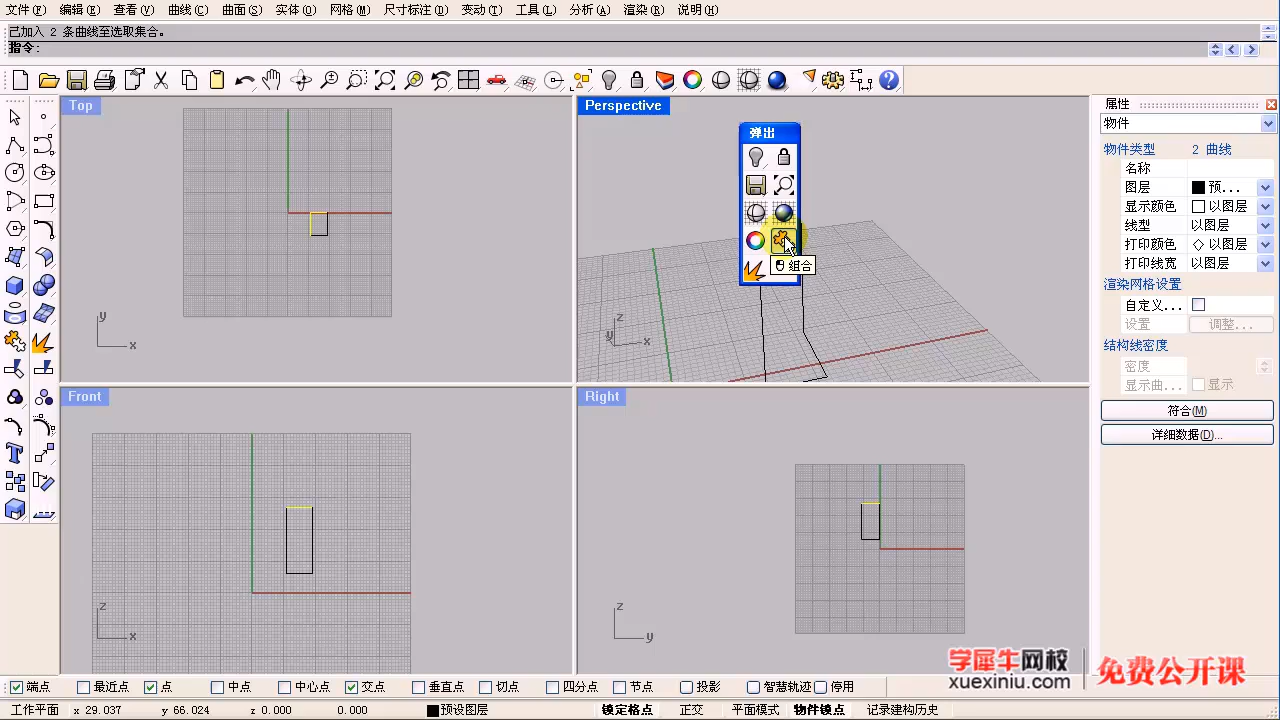 文件(F) 编辑(E) 查看(V) 曲线(C) 曲面(S) 实体(O) 网格(M) 尺寸标注(D) 变动(T) 工具(L) 分析(A) 渲染(R) 说明(H)
已加入 2 条曲线至选取集合。
指令:
Top
Perspective
属性
物件
弹出
组合
物件类型 2 曲线
名称
图层 预...
显示颜色 以图层
线型 以图层
打印颜色 以图层
打印线宽 以图层
渲染网格设置
自定义...
设置 调整...
结构线密度
密度
显示曲... 显示
符合(M)
详细数据(D)...
y
x
z
y
x
Front
Right
z
x
z
y
学犀牛网校
xuexiniu.com
免费公开课
端点 最近点 点 中点 中心点 交点 垂直点 切点 四分点 节点 投影 智慧轨迹 停用
工作平面 x 29.037 y 66.024 z 0.000 0.000 预设图层 锁定格点 正交 平面模式 物件锁点 记录建构历史